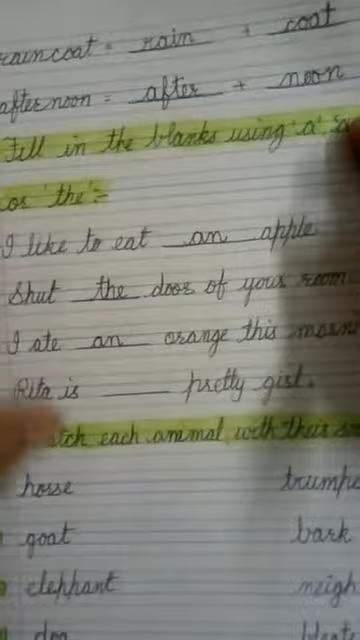 raincoat = rain + coat
afternoon = after + noon
Fill in the blanks using 'a'
or 'the':-
I like to eat an apple
Shut the door of your room
I ate an orange this
Rita is ______ pretty girl.
each animal with their
horse
goat bark
elephant neigh